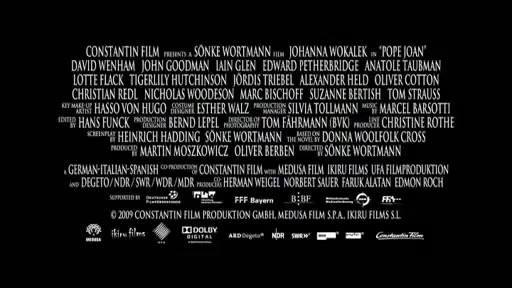 CONSTANTIN FILM PRESENTS A SÖNKE WORTMANN FILM JOHANNA WOKALEK IN "POPE JOAN"
DAVID WENHAM JOHN GOODMAN IAIN GLEN EDWARD PETHERBRIDGE ANATOLE TAUBMAN
LOTTE FLACK TIGERLILY HUTCHINSON JÖRDIS TRIEBEL ALEXANDER HELD OLIVER COTTON
CHRISTIAN REDL NICHOLAS WOODESON MARC BISCHOFF SUZANNE BERTISH TOM STRAUSS
KEY MAKE-UP ARTIST HASSO VON HUGO COSTUME DESIGNER ESTHER WALZ PRODUCTION MANAGER SILVIA TOLLMANN MUSIC BY MARCEL BARSOTTI
EDITED BY HANS FUNCK PRODUCTION DESIGNER BERND LEPEL DIRECTOR OF PHOTOGRAPHY TOM FÄHRMANN (BVK) LINE PRODUCER CHRISTINE ROTHE
SCREENPLAY BY HEINRICH HADDING SÖNKE WORTMANN BASED ON THE NOVEL BY DONNA WOOLFOLK CROSS
PRODUCED BY MARTIN MOSZKOWICZ OLIVER BERBEN DIRECTED BY SÖNKE WORTMANN
A GERMAN-ITALIAN-SPANISH CO-PRODUCTION OF CONSTANTIN FILM WITH MEDUSA FILM IKIRU FILMS UFA FILMPRODUKTION
AND DEGETO / NDR / SWR / WDR / MDR CO-PRODUCERS HERMAN WEIGEL NORBERT SAUER FARUK ALATAN EDMON ROCH
SUPPORTED BY FFF Bayern FFA
© 2009 CONSTANTIN FILM PRODUKTION GMBH, MEDUSA FILM S.P.A., IKIRU FILMS S.L.
MEDUSA ikiru films DOLBY DIGITAL ARD Degeto NDR SWR Constantin Film